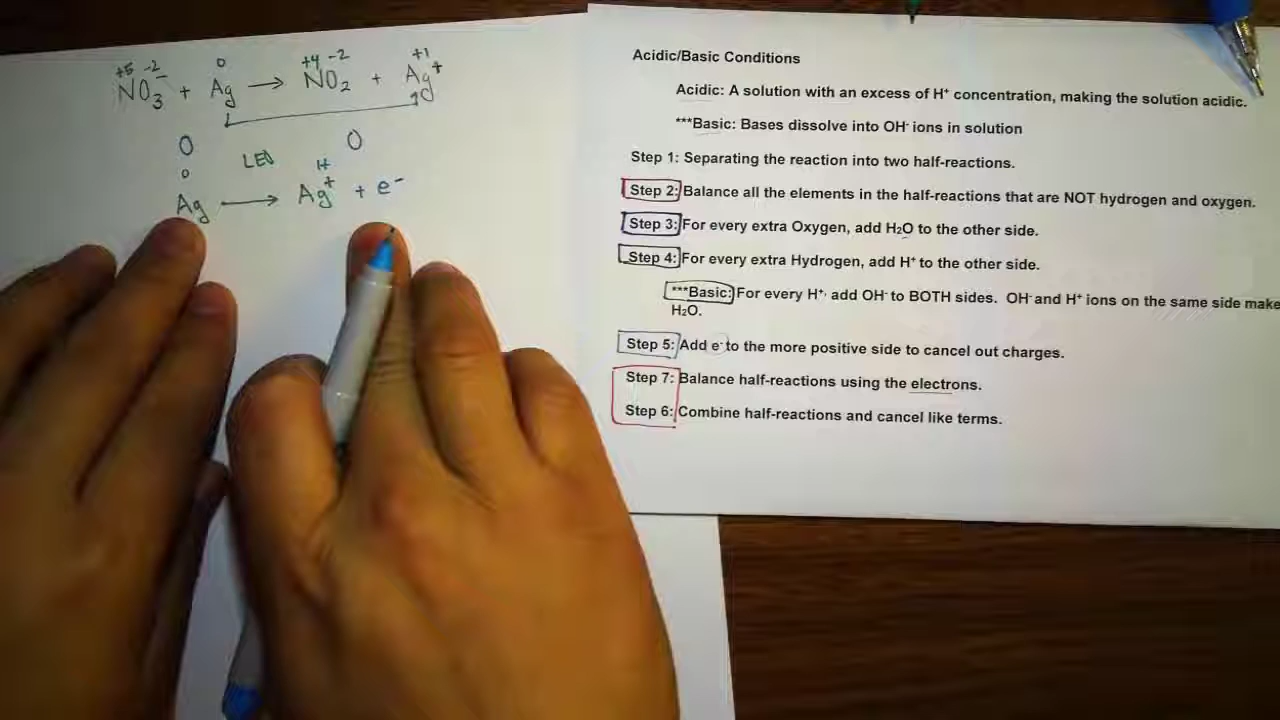 +5 -2 0 +4 -2 +1
NO₃⁻ + Ag → NO₂ + Ag⁺
0 0
LEO
0 +1
Ag → Ag⁺ + e⁻
Acidic/Basic Conditions
Acidic: A solution with an excess of H⁺ concentration, making the solution acidic.
***Basic: Bases dissolve into OH⁻ ions in solution
Step 1: Separating the reaction into two half-reactions.
Step 2: Balance all the elements in the half-reactions that are NOT hydrogen and oxygen.
Step 3: For every extra Oxygen, add H₂O to the other side.
Step 4: For every extra Hydrogen, add H⁺ to the other side.
***Basic: For every H⁺, add OH⁻ to BOTH sides. OH⁻ and H⁺ ions on the same side make
H₂O.
Step 5: Add e⁻ to the more positive side to cancel out charges.
Step 7: Balance half-reactions using the electrons.
Step 6: Combine half-reactions and cancel like terms.